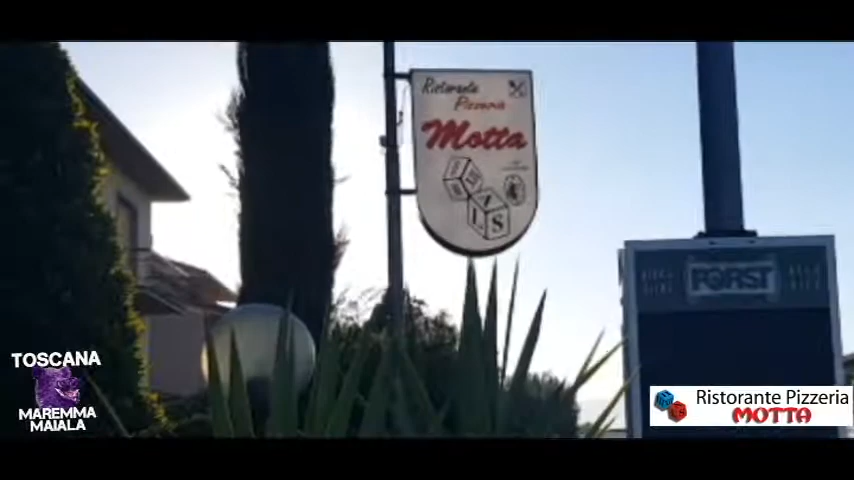 Ristorante
Pizzeria
Motta
I
S
FORST
TOSCANA
MAREMMA
MAIALA
Ristorante Pizzeria
MOTTA